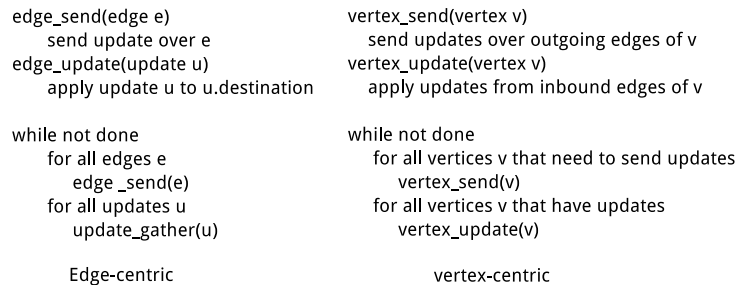 edge_send(edge e)
send update over e
edge_update(update u)
apply update u to u.destination
while not done
for all edges e
edge _send(e)
for all updates u
update_gather(u)
Edge-centric
vertex_send(vertex v)
send updates over outgoing edges of v
vertex_update(vertex v)
apply updates from inbound edges of v
while not done
for all vertices v that need to send updates
vertex_send(v)
for all vertices v that have updates
vertex_update(v)
vertex-centric